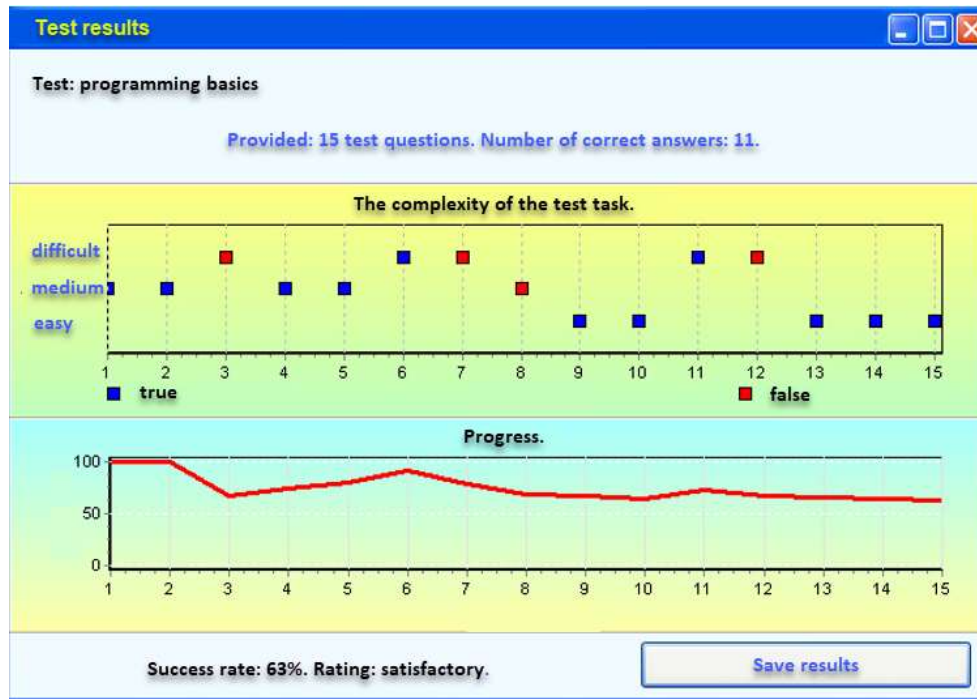 Test results
Test: programming basics
Provided: 15 test questions. Number of correct answers: 11.
The complexity of the test task.
difficult
medium
easy
1 2 3 4 5 6 7 8 9 10 11 12 13 14 15
true false
Progress.
100
50
0
1 2 3 4 5 6 7 8 9 10 11 12 13 14 15
Success rate: 63%. Rating: satisfactory.
Save results